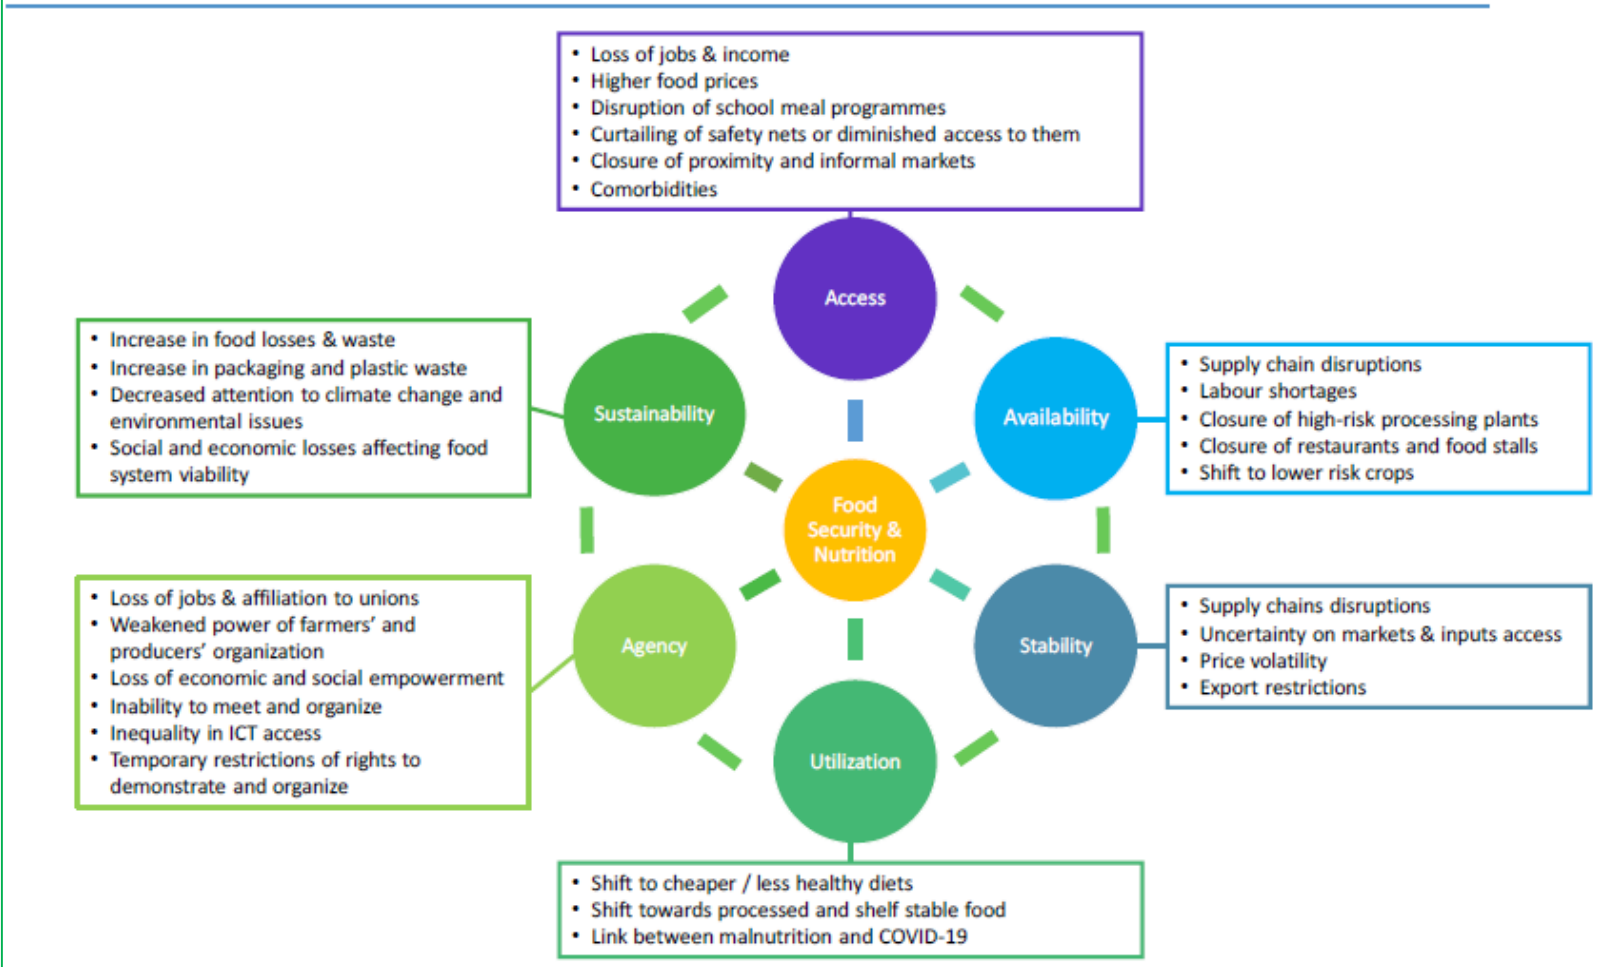 • Loss of jobs & income
• Higher food prices
• Disruption of school meal programmes
• Curtailing of safety nets or diminished access to them
• Closure of proximity and informal markets
• Comorbidities
Access
• Increase in food losses & waste
• Increase in packaging and plastic waste
• Decreased attention to climate change and
environmental issues
• Social and economic losses affecting food
system viability
Sustainability
Availability
• Supply chain disruptions
• Labour shortages
• Closure of high-risk processing plants
• Closure of restaurants and food stalls
• Shift to lower risk crops
Food
Security &
Nutrition
• Loss of jobs & affiliation to unions
• Weakened power of farmers’ and
producers’ organization
• Loss of economic and social empowerment
• Inability to meet and organize
• Inequality in ICT access
• Temporary restrictions of rights to
demonstrate and organize
Agency
Stability
• Supply chains disruptions
• Uncertainty on markets & inputs access
• Price volatility
• Export restrictions
Utilization
• Shift to cheaper / less healthy diets
• Shift towards processed and shelf stable food
• Link between malnutrition and COVID-19